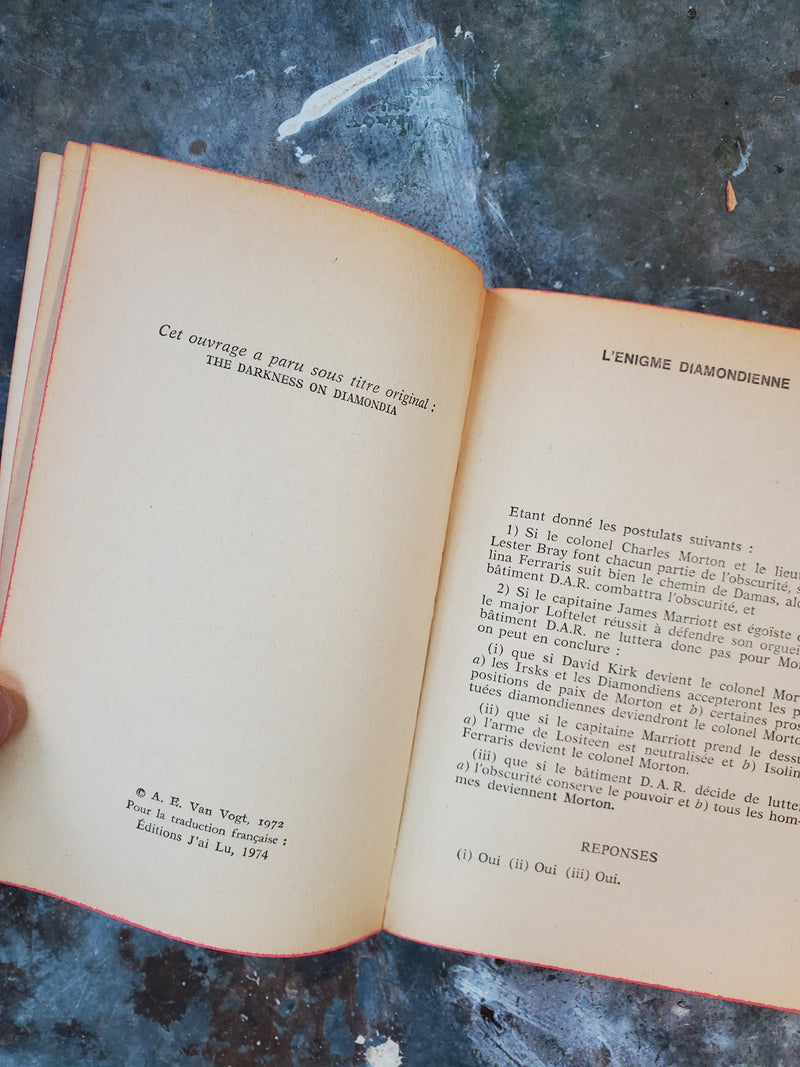 Cet ouvrage a paru sous titre original :
THE DARKNESS ON DIAMONDIA
© A. E. Van Vogt, 1972
Pour la traduction française :
Éditions J'ai Lu, 1974
L'ENIGME DIAMONDIENNE
Etant donné les postulats suivants :
1) Si le colonel Charles Morton et le lieu
Lester Bray font chacun partie de l'obscurité, s
lina Ferraris suit bien le chemin de Damas, alo
bâtiment D.A.R. combattra l'obscurité, et
2) Si le capitaine James Marriott est égoïste
le major Loftelet réussit à défendre son orguei
bâtiment D.A.R. ne luttera donc pas pour Mo
on peut en conclure :
(i) que si David Kirk devient le colonel Mor
a) les Irsks et les Diamondiens accepteront les p
positions de paix de Morton et b) certaines pros
tuées diamondiennes deviendront le colonel Morto
(ii) que si le capitaine Marriott prend le dessu
a) l'arme de Lositeen est neutralisée et b) Isolin
Ferraris devient le colonel Morton.
(iii) que si le bâtiment D.A.R. décide de lutter
a) l'obscurité conserve le pouvoir et b) tous les hom-
mes deviennent Morton.
REPONSES
(i) Oui (ii) Oui (iii) Oui.